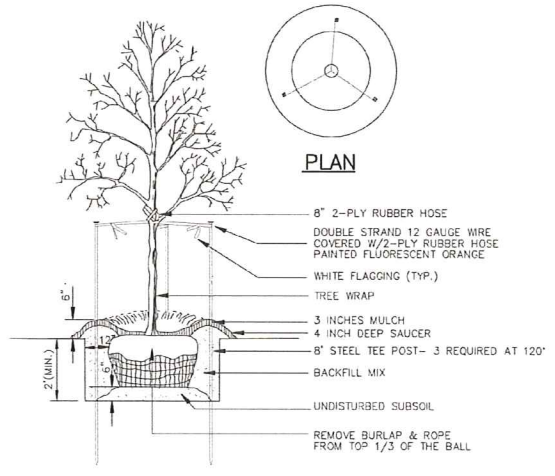 PLAN
8" 2-PLY RUBBER HOSE
DOUBLE STRAND 12 GAUGE WIRE
COVERED W/2-PLY RUBBER HOSE
PAINTED FLUORESCENT ORANGE
WHITE FLAGGING (TYP.)
TREE WRAP
6"
3 INCHES MULCH
4 INCH DEEP SAUCER
12"
8' STEEL TEE POST- 3 REQUIRED AT 120°
2'(MIN.)
6"
BACKFILL MIX
UNDISTURBED SUBSOIL
REMOVE BURLAP & ROPE
FROM TOP 1/3 OF THE BALL